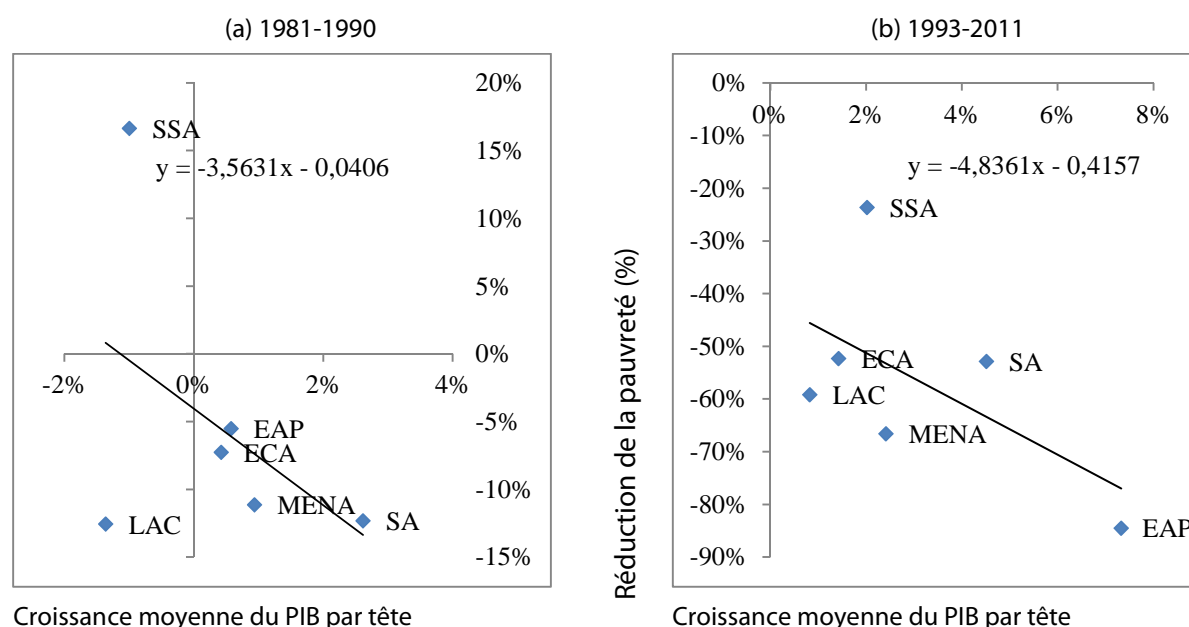 (a) 1981-1990
20%
SSA
15%
y = -3,5631x - 0,0406
10%
5%
0%
-2%
0%
2%
4%
-5%
EAP
ECA
-10%
MENA
SA
LAC
-15%
Croissance moyenne du PIB par tête
(b) 1993-2011
0%
0%
2%
4%
6%
8%
-10%
y = -4,8361x - 0,4157
-20%
SSA
-30%
-40%
-50%
ECA
SA
-60%
LAC
MENA
-70%
-80%
EAP
-90%
Réduction de la pauvreté (%)
Croissance moyenne du PIB par tête